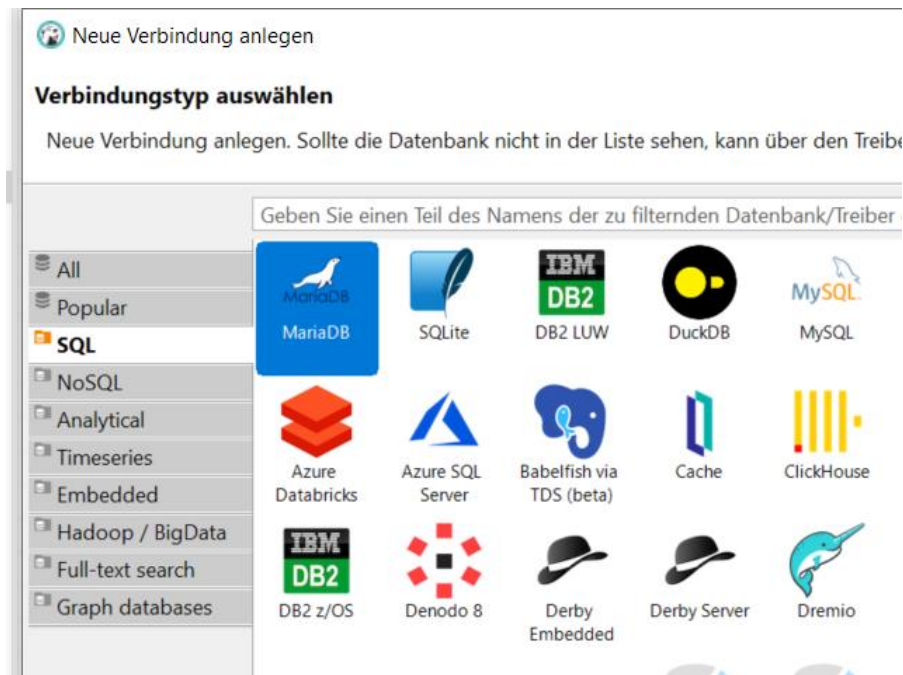 Neue Verbindung anlegen
Verbindungstyp auswählen
Neue Verbindung anlegen. Sollte die Datenbank nicht in der Liste sehen, kann über den Treibe
Geben Sie einen Teil des Namens der zu filternden Datenbank/Treiber
All
Popular
SQL
NoSQL
Analytical
Timeseries
Embedded
Hadoop / BigData
Full-text search
Graph databases
MariaDB
MariaDB
SQLite
IBM
DB2
DB2 LUW
DuckDB
MySQL
MySQL
Azure
Databricks
Azure SQL
Server
Babelfish via
TDS (beta)
Cache
ClickHouse
IBM
DB2
DB2 z/OS
Denodo 8
Derby
Embedded
Derby Server
Dremio